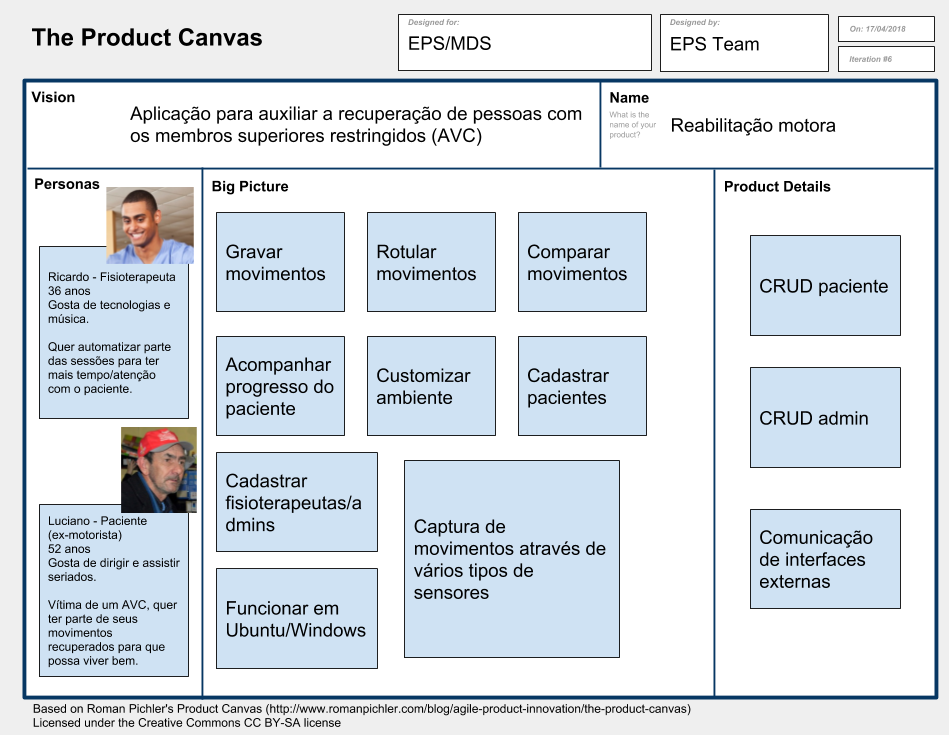 The Product Canvas
Designed for:
EPS/MDS
Designed by:
EPS Team
On: 17/04/2018
Iteration #6
Vision
Aplicação para auxiliar a recuperação de pessoas com
os membros superiores restringidos (AVC)
Name
What is the
name of your
product?
Reabilitação motora
Personas
Ricardo - Fisioterapeuta
36 anos
Gosta de tecnologias e
música.
Quer automatizar parte
das sessões para ter
mais tempo/atenção
com o paciente.
Luciano - Paciente
(ex-motorista)
52 anos
Gosta de dirigir e assistir
seriados.
Vítima de um AVC, quer
ter parte de seus
movimentos
recuperados para que
possa viver bem.
Big Picture
Gravar
movimentos
Rotular
movimentos
Comparar
movimentos
Acompanhar
progresso do
paciente
Customizar
ambiente
Cadastrar
pacientes
Cadastrar
fisioterapeutas/a
dmins
Captura de
movimentos através de
vários tipos de
sensores
Funcionar em
Ubuntu/Windows
Product Details
CRUD paciente
CRUD admin
Comunicação
de interfaces
externas
Based on Roman Pichler's Product Canvas (http://www.romanpichler.com/blog/agile-product-innovation/the-product-canvas)
Licensed under the Creative Commons CC BY-SA license